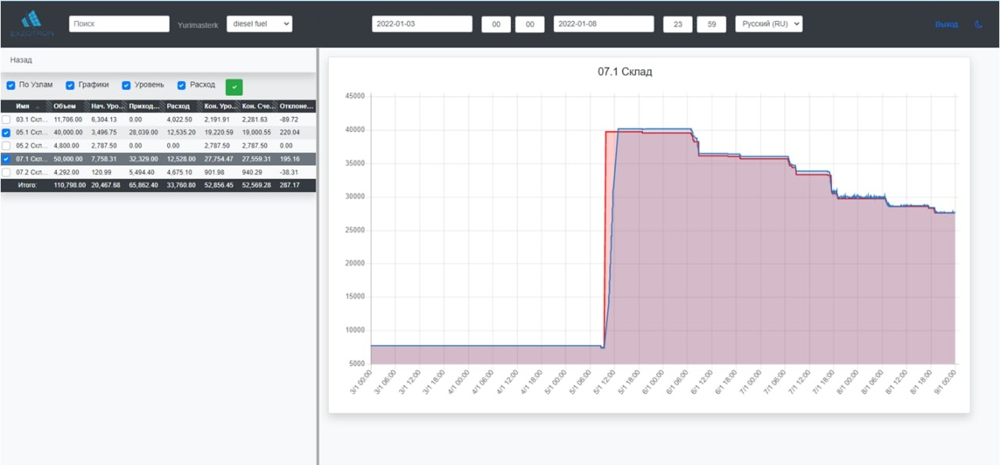 EXZOTRON
Поиск Yurimasterk diesel fuel 2022-01-03 00 00 2022-01-08 23 59 Русский (RU) Выход
Назад
По Узлам Графики Уровень Расход
Имя Объем Нач. Уро... Приход... Расход Кон. Уро... Кон. Сче... Отклоне...
03.1 Скл... 11,706.00 6,304.13 0.00 4,022.50 2,191.91 2,281.63 -89.72
05.1 Скл... 40,000.00 3,496.75 28,039.00 12,535.20 19,220.59 19,000.55 220.04
05.2 Скл... 4,800.00 2,787.50 0.00 0.00 2,787.50 2,787.50 0.00
07.1 Скл... 50,000.00 7,758.31 32,329.00 12,528.00 27,754.47 27,559.31 195.16
07.2 Скл... 4,292.00 120.99 5,494.40 4,675.10 901.98 940.29 -38.31
Итого: 110,798.00 20,467.68 65,862.40 33,760.80 52,856.45 52,569.28 287.17
07.1 Склад
45000
40000
35000
30000
25000
20000
15000
10000
5000
3/1 00:00 3/1 06:00 3/1 12:00 3/1 18:00 4/1 00:00 4/1 06:00 4/1 12:00 4/1 18:00 5/1 00:00 5/1 06:00 5/1 12:00 5/1 18:00 6/1 00:00 6/1 06:00 6/1 12:00 6/1 18:00 7/1 00:00 7/1 06:00 7/1 12:00 7/1 18:00 8/1 00:00 8/1 06:00 8/1 12:00 8/1 18:00 9/1 00:00